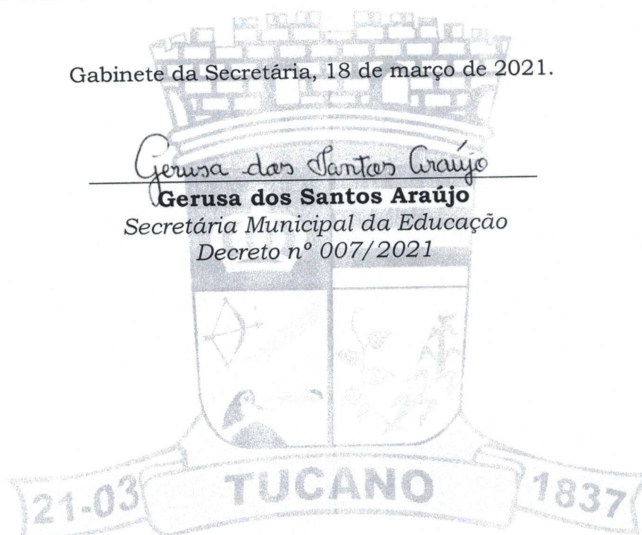 Gabinete da Secretária, 18 de março de 2021.
Gerusa dos Santos Araújo
Gerusa dos Santos Araújo
Secretária Municipal da Educação
Decreto nº 007/2021
21-03 TUCANO 1837